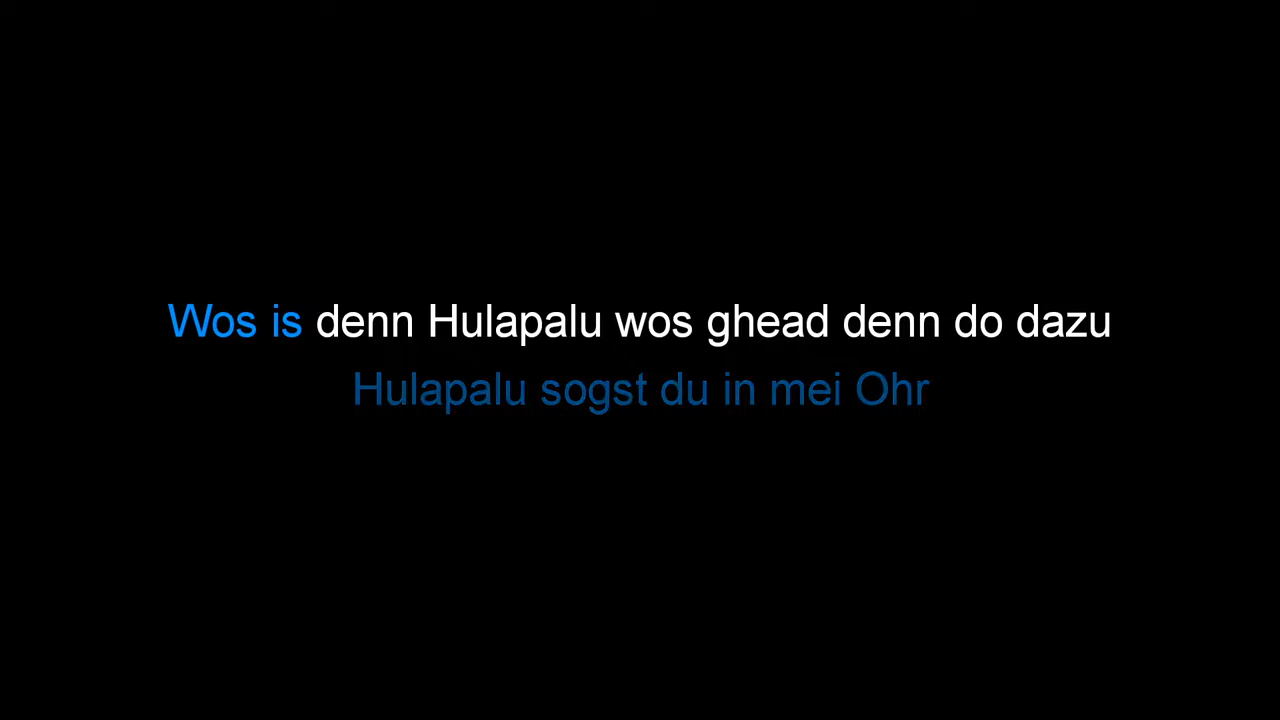 Wos is denn Hulapalu wos ghead denn do dazu
Hulapalu sogst du in mei Ohr